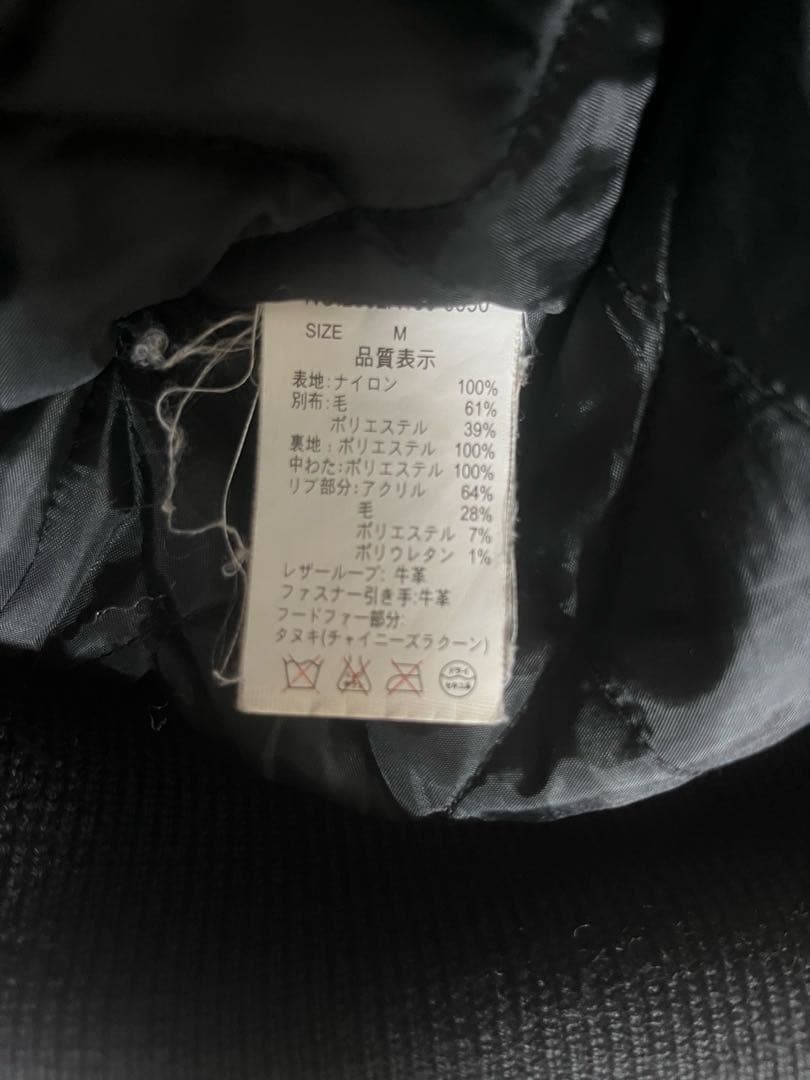 SIZE M
品質表示
表地:ナイロン 100%
別布:毛 61%
ポリエステル 39%
裏地:ポリエステル 100%
中わた:ポリエステル 100%
リブ部分:アクリル 64%
毛 28%
ポリエステル 7%
ポリウレタン 1%
レザーループ: 牛革
ファスナー引き手:牛革
フードファー部分:
タヌキ(チャイニーズラクーン)